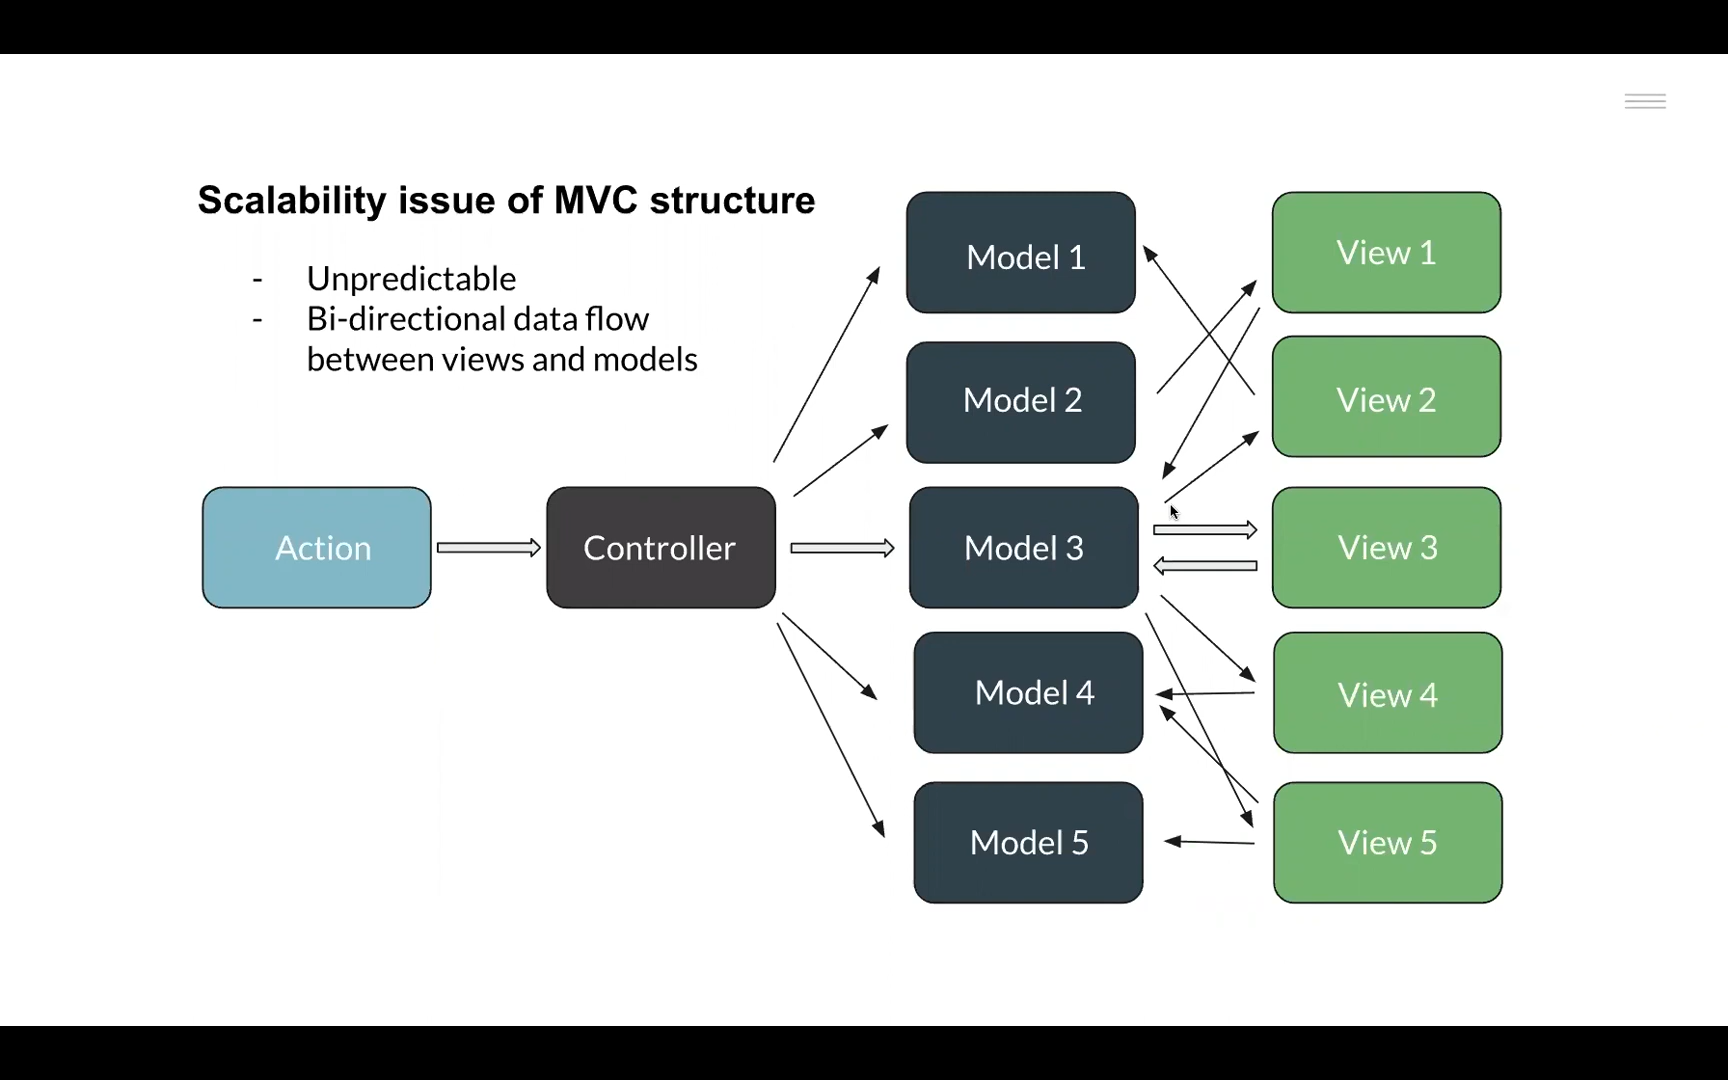 Scalability issue of MVC structure
- Unpredictable
- Bi-directional data flow
between views and models
Action
Controller
Model 1
Model 2
Model 3
Model 4
Model 5
View 1
View 2
View 3
View 4
View 5